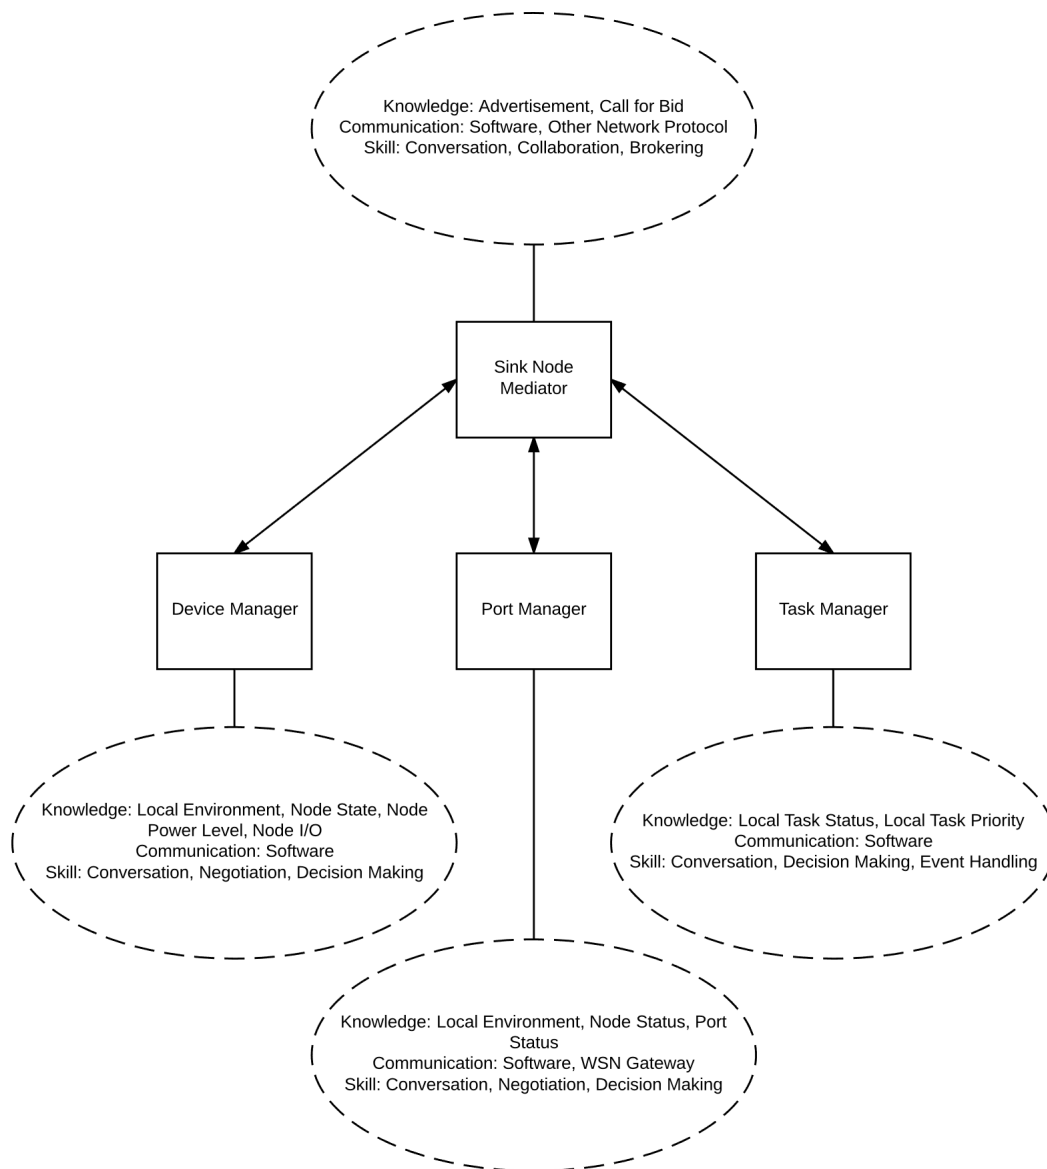 Knowledge: Advertisement, Call for Bid
Communication: Software, Other Network Protocol
Skill: Conversation, Collaboration, Brokering
Sink Node
Mediator
Device Manager
Port Manager
Task Manager
Knowledge: Local Environment, Node State, Node
Power Level, Node I/O
Communication: Software
Skill: Conversation, Negotiation, Decision Making
Knowledge: Local Task Status, Local Task Priority
Communication: Software
Skill: Conversation, Decision Making, Event Handling
Knowledge: Local Environment, Node Status, Port
Status
Communication: Software, WSN Gateway
Skill: Conversation, Negotiation, Decision Making